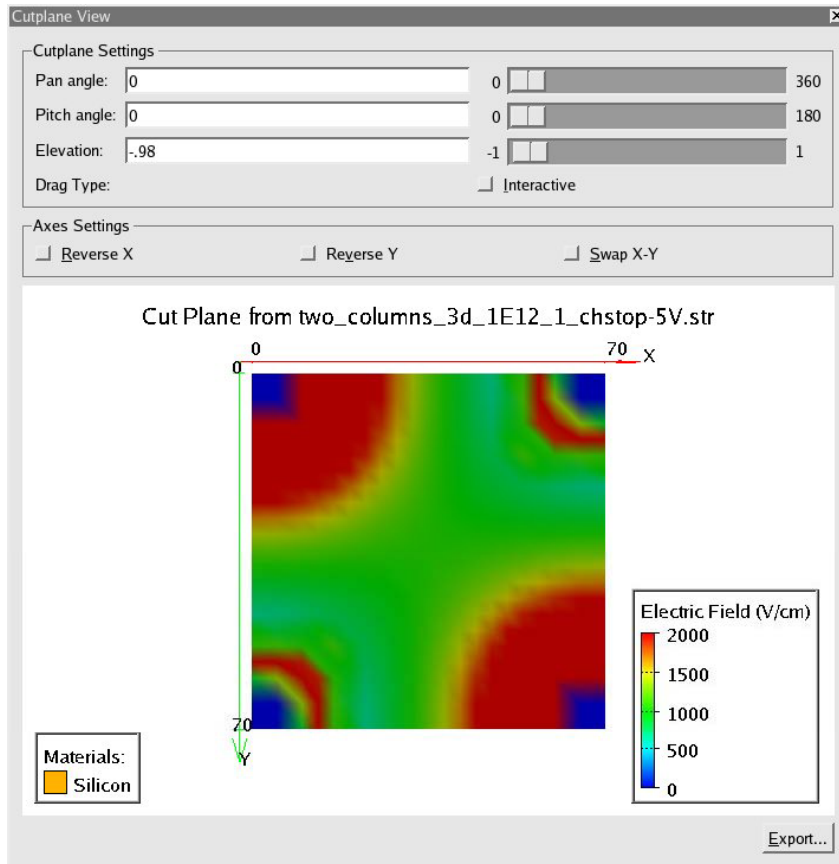 Cutplane View
Cutplane Settings
Pan angle: 0 0 360
Pitch angle: 0 0 180
Elevation: -.98 -1 1
Drag Type: Interactive
Axes Settings
Reverse X Reverse Y Swap X-Y
Cut Plane from two_columns_3d_1E12_1_chstop-5V.str
0 70 X
0
Electric Field (V/cm)
2000
1500
1000
500
0
70
Y
Materials:
Silicon
Export...